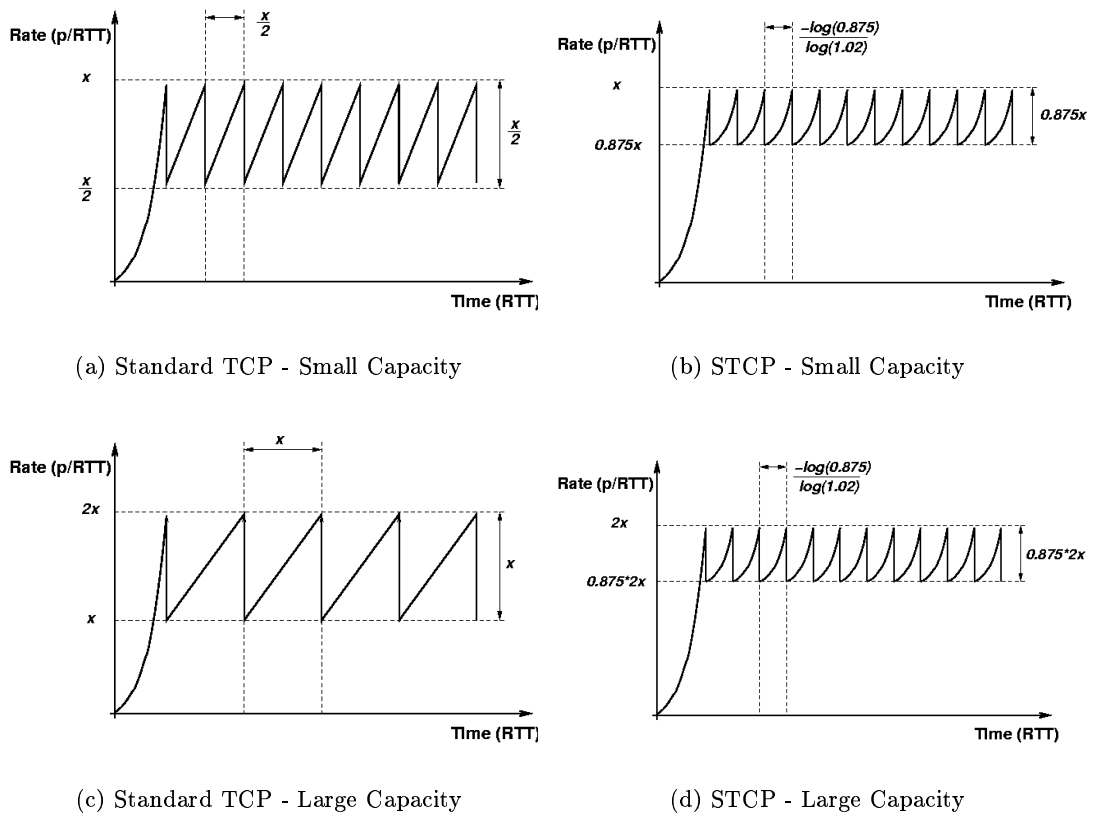 Rate (p/RTT)
x
2
x
x
2
x
2
Time (RTT)
(a) Standard TCP - Small Capacity
Rate (p/RTT)
−log(0.875)
log(1.02)
x
0.875x
0.875x
Time (RTT)
(b) STCP - Small Capacity
Rate (p/RTT)
x
2x
x
x
Time (RTT)
(c) Standard TCP - Large Capacity
Rate (p/RTT)
−log(0.875)
log(1.02)
2x
0.875*2x
0.875*2x
Time (RTT)
(d) STCP - Large Capacity